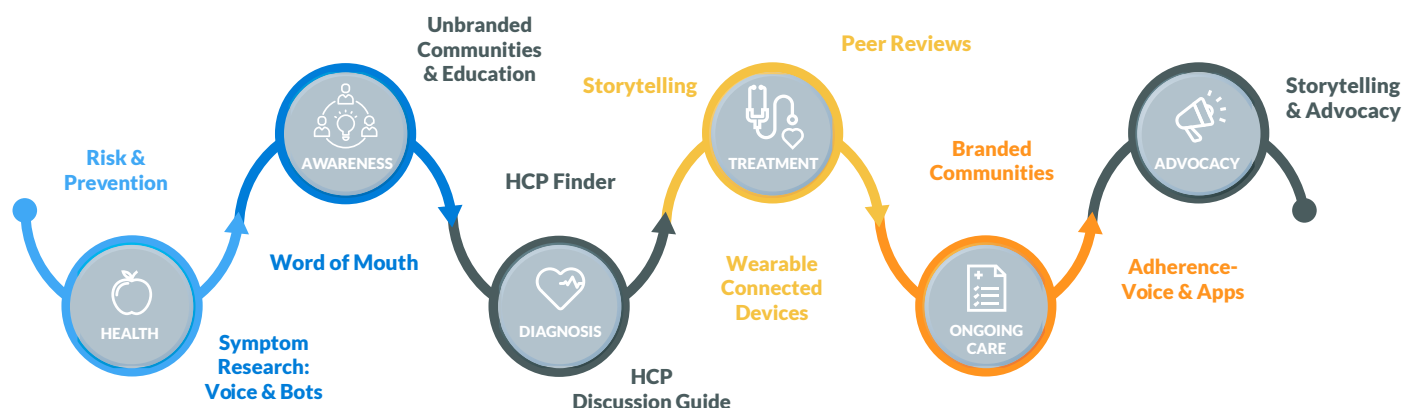 Risk &
Prevention
HEALTH
Symptom
Research:
Voice & Bots
Word of Mouth
AWARENESS
Unbranded
Communities
& Education
HCP Finder
DIAGNOSIS
HCP
Discussion Guide
Storytelling
TREATMENT
Peer Reviews
Wearable
Connected
Devices
Branded
Communities
ONGOING
CARE
Adherence-
Voice & Apps
ADVOCACY
Storytelling
& Advocacy